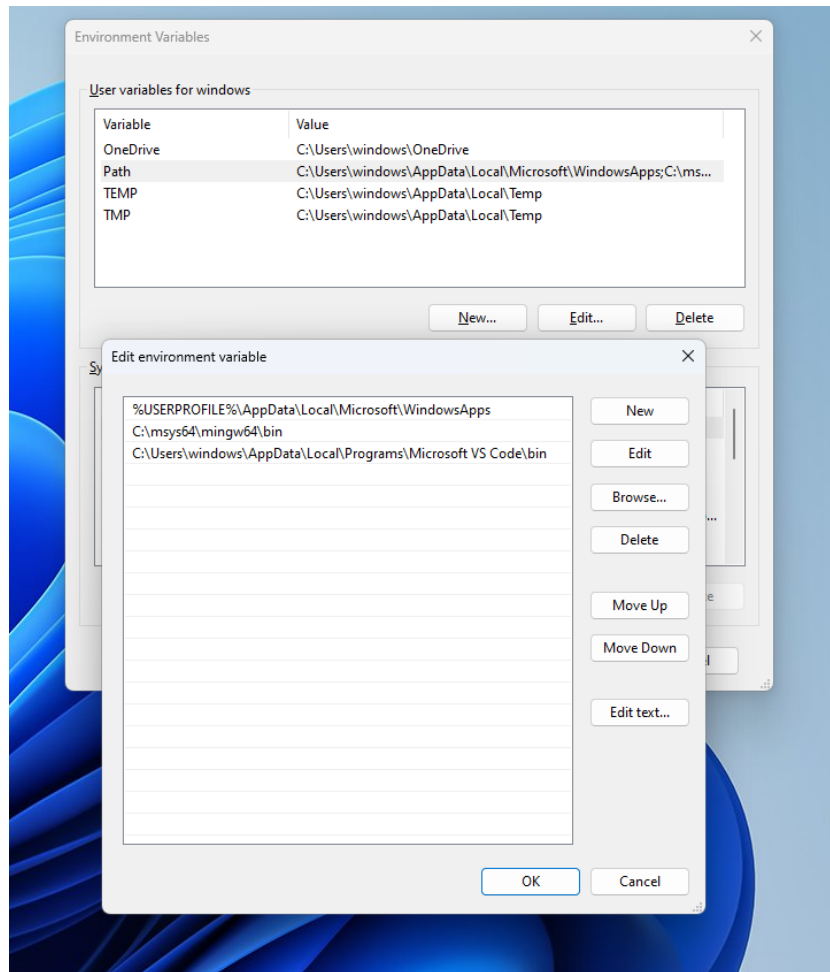 Environment Variables
User variables for windows
Variable Value
OneDrive C:\Users\windows\OneDrive
Path C:\Users\windows\AppData\Local\Microsoft\WindowsApps;C:\ms...
TEMP C:\Users\windows\AppData\Local\Temp
TMP C:\Users\windows\AppData\Local\Temp
New... Edit... Delete
Sy
Edit environment variable
%USERPROFILE%\AppData\Local\Microsoft\WindowsApps
C:\msys64\mingw64\bin
C:\Users\windows\AppData\Local\Programs\Microsoft VS Code\bin
New
Edit
Browse...
Delete
Move Up
Move Down
Edit text...
OK Cancel